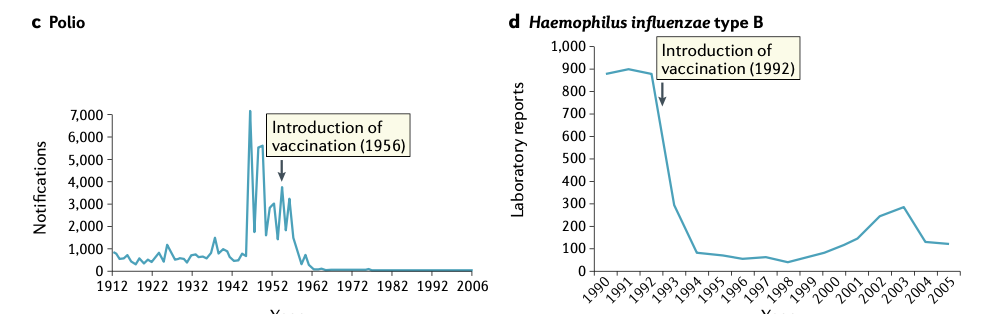 c Polio
Notifications
7,000
6,000
5,000
4,000
3,000
2,000
1,000
0
Introduction of
vaccination (1956)
1912 1922 1932 1942 1952 1962 1972 1982 1992 2006
d Haemophilus influenzae type B
Laboratory reports
1,000
900
800
700
600
500
400
300
200
100
0
Introduction of
vaccination (1992)
1990 1991 1992 1993 1994 1995 1996 1997 1998 1999 2000 2001 2002 2003 2004 2005